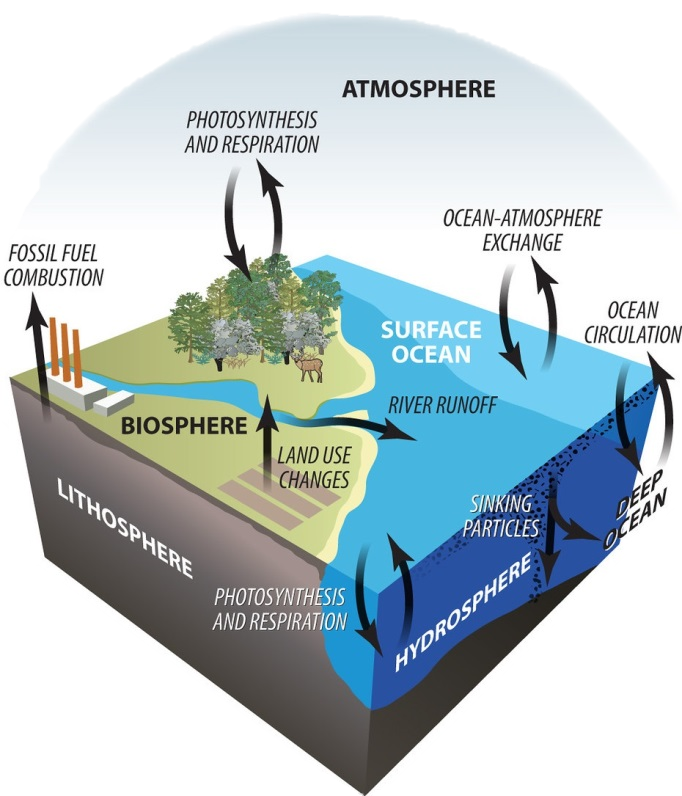 ATMOSPHERE
PHOTOSYNTHESIS
AND RESPIRATION
OCEAN-ATMOSPHERE
EXCHANGE
FOSSIL FUEL
COMBUSTION
OCEAN
CIRCULATION
SURFACE
OCEAN
RIVER RUNOFF
BIOSPHERE
LAND USE
CHANGES
LITHOSPHERE
SINKING
PARTICLES
DEEP
OCEAN
PHOTOSYNTHESIS
AND RESPIRATION
HYDROSPHERE